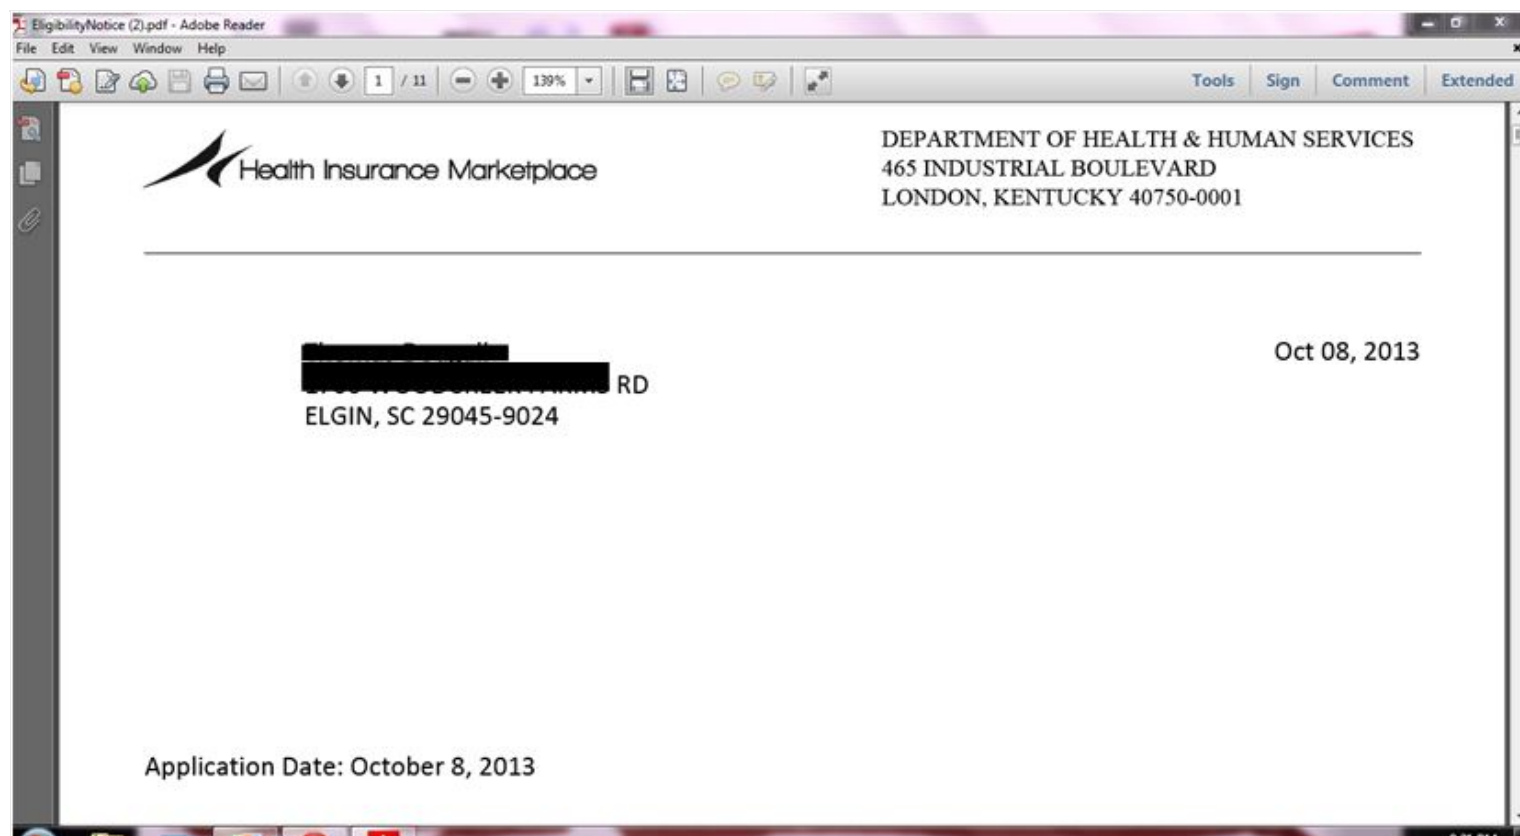 EligibilityNotice (2).pdf - Adobe Reader
File Edit View Window Help
1 / 11 139% Tools Sign Comment Extended
Health Insurance Marketplace
DEPARTMENT OF HEALTH & HUMAN SERVICES
465 INDUSTRIAL BOULEVARD
LONDON, KENTUCKY 40750-0001
Oct 08, 2013
RD
ELGIN, SC 29045-9024
Application Date: October 8, 2013